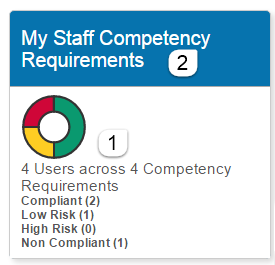 My Staff Competency
Requirements
2
1
4 Users across 4 Competency
Requirements
Compliant (2)
Low Risk (1)
High Risk (0)
Non Compliant (1)